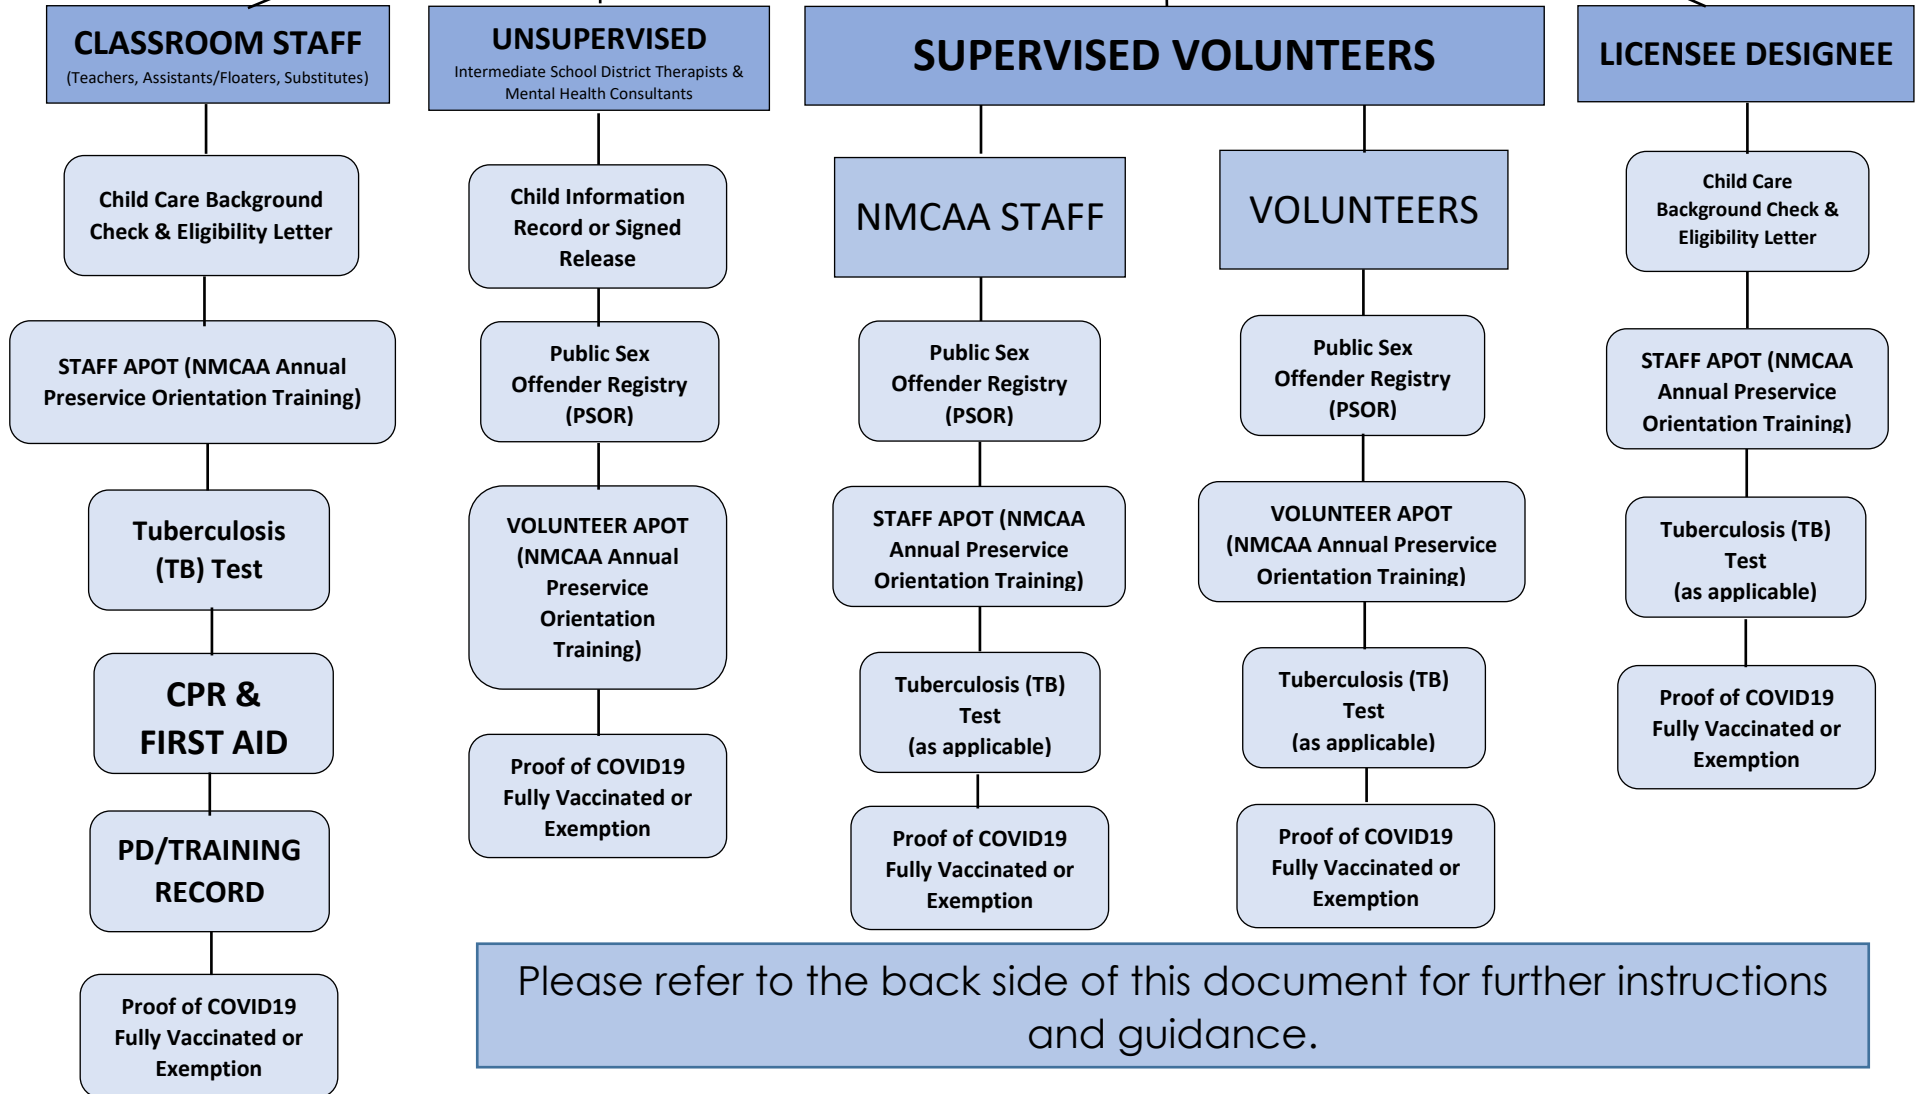 CLASSROOM STAFF
(Teachers, Assistants/Floaters, Substitutes)
Child Care Background
Check & Eligibility Letter
STAFF APOT (NMCAA Annual
Preservice Orientation Training)
Tuberculosis
(TB) Test
CPR &
FIRST AID
PD/TRAINING
RECORD
Proof of COVID19
Fully Vaccinated or
Exemption
UNSUPERVISED
Intermediate School District Therapists &
Mental Health Consultants
Child Information
Record or Signed
Release
Public Sex
Offender Registry
(PSOR)
VOLUNTEER APOT
(NMCAA Annual
Preservice
Orientation
Training)
Proof of COVID19
Fully Vaccinated or
Exemption
SUPERVISED VOLUNTEERS
NMCAA STAFF
Public Sex
Offender Registry
(PSOR)
STAFF APOT (NMCAA
Annual Preservice
Orientation Training)
Tuberculosis (TB)
Test
(as applicable)
Proof of COVID19
Fully Vaccinated or
Exemption
VOLUNTEERS
Public Sex
Offender Registry
(PSOR)
VOLUNTEER APOT
(NMCAA Annual Preservice
Orientation Training)
Tuberculosis (TB)
Test
(as applicable)
Proof of COVID19
Fully Vaccinated or
Exemption
LICENSEE DESIGNEE
Child Care
Background Check &
Eligibility Letter
STAFF APOT (NMCAA
Annual Preservice
Orientation Training)
Tuberculosis (TB)
Test
(as applicable)
Proof of COVID19
Fully Vaccinated or
Exemption
Please refer to the back side of this document for further instructions
and guidance.